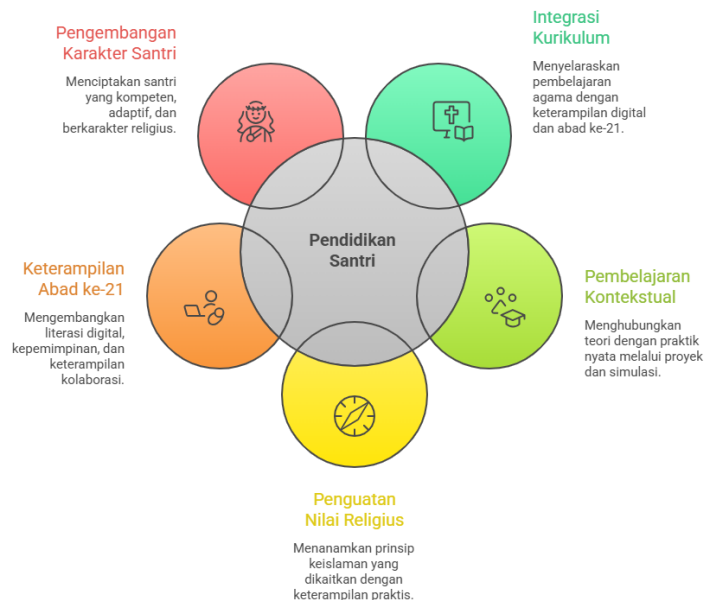 Pengembangan
Karakter Santri
Menciptakan santri
yang kompeten,
adaptif, dan
berkarakter religius.
Integrasi
Kurikulum
Menyelaraskan
pembelajaran
agama dengan
keterampilan digital
dan abad ke-21.
Pendidikan
Santri
Keterampilan
Abad ke-21
Mengembangkan
literasi digital,
kepemimpinan, dan
keterampilan
kolaborasi.
Pembelajaran
Kontekstual
Menghubungkan
teori dengan praktik
nyata melalui proyek
dan simulasi.
Penguatan
Nilai Religius
Menanamkan prinsip
keislaman yang
dikaitkan dengan
keterampilan praktis.